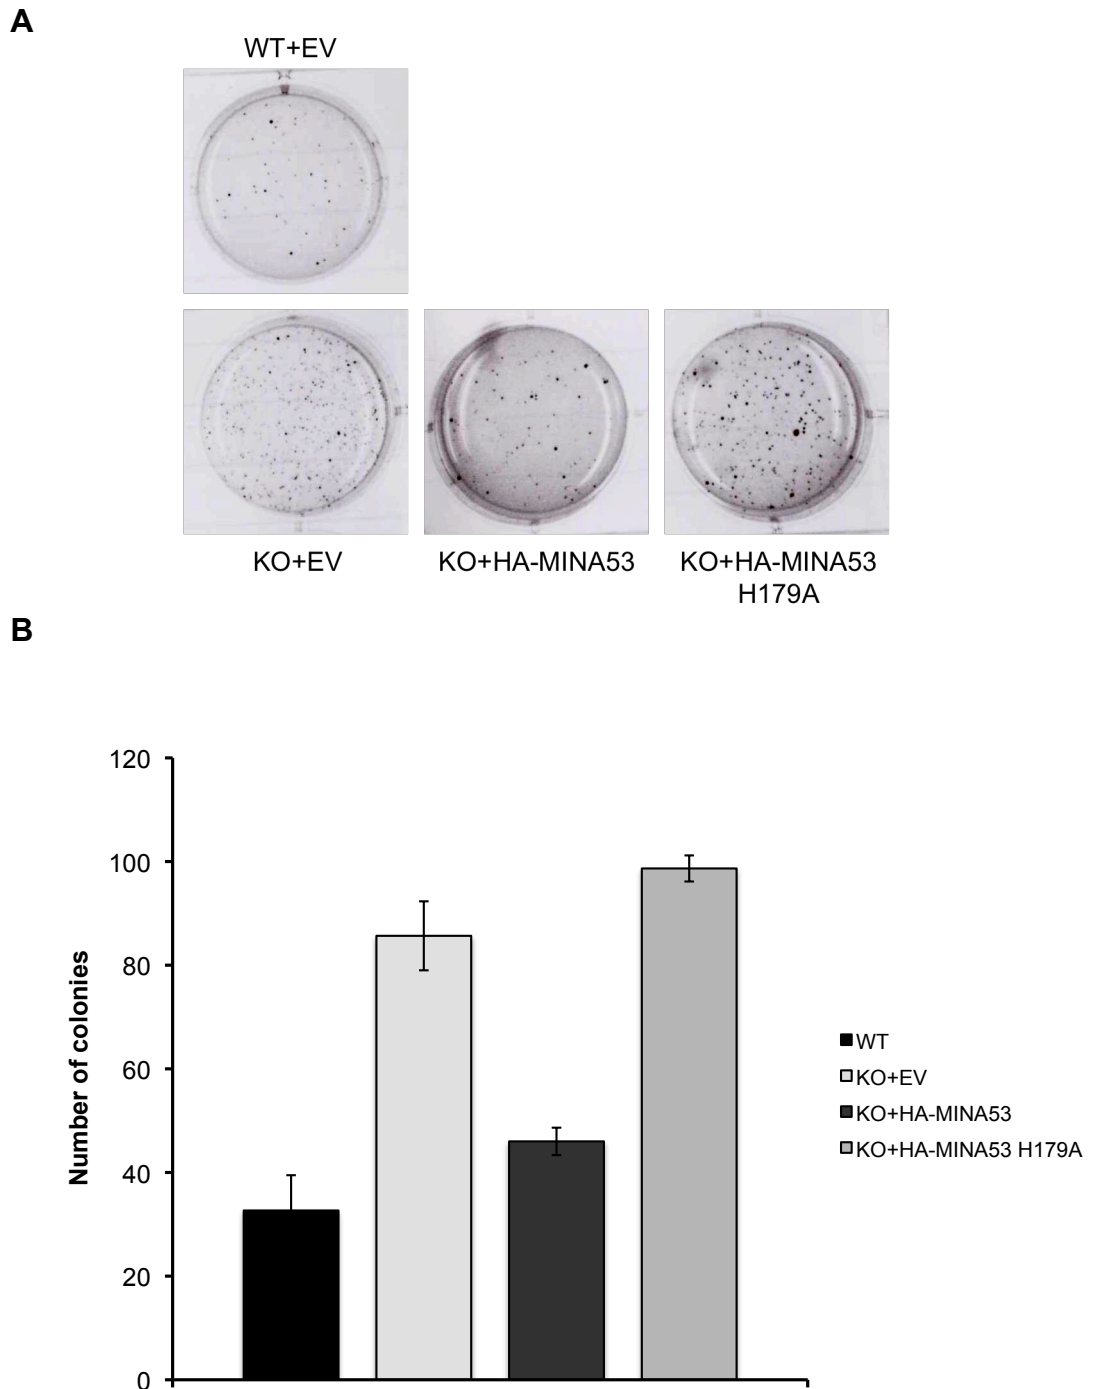 A
WT+EV
KO+EV
KO+HA-MINA53
KO+HA-MINA53
H179A
B
120
100
80
60
40
20
0
Number of colonies
WT
KO+EV
KO+HA-MINA53
KO+HA-MINA53 H179A